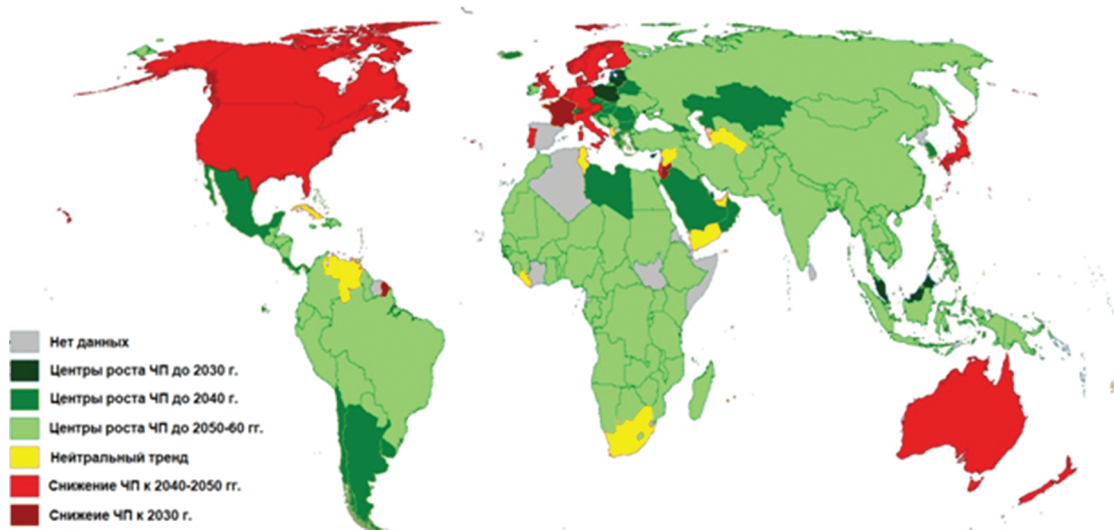 Нет данных
Центры роста ЧП до 2030 г.
Центры роста ЧП до 2040 г.
Центры роста ЧП до 2050-60 гг.
Нейтральный тренд
Снижение ЧП к 2040-2050 гг.
Снижеие ЧП к 2030 г.